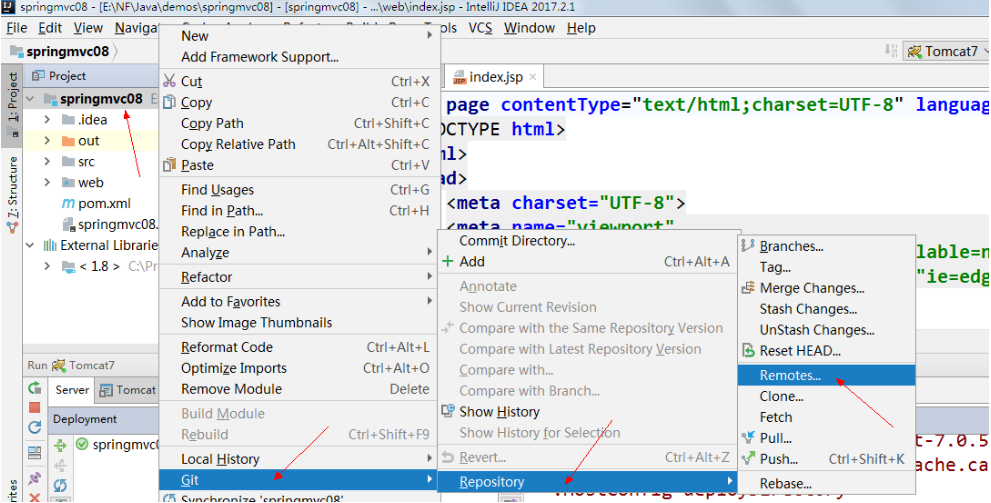 springmvc08 - [E:\NF\Java\demos\springmvc08] - [springmvc08] - ...\web\index.jsp - IntelliJ IDEA 2017.2.1
File Edit View Naviga ols VCS Window Help
springmvc08
Tomcat7
1: Project
Z: Structure
rites
Project
springmvc08 E
.idea
out
src
web
pom.xml
springmvc08.
External Librarie
< 1.8 > C:\Pr
Run Tomcat7
Server Tomcat
Deployment
springmvc0
New
Add Framework Support...
Cut Ctrl+X
Copy Ctrl+C
Copy Path Ctrl+Shift+C
Copy Relative Path Ctrl+Alt+Shift+C
Paste Ctrl+V
Find Usages Ctrl+G
Find in Path... Ctrl+H
Replace in Path...
Analyze
Refactor
Add to Favorites
Show Image Thumbnails
Reformat Code Ctrl+Alt+L
Optimize Imports Ctrl+Alt+O
Remove Module Delete
Build Module
Rebuild Ctrl+Shift+F9
Local History
Git
Synchronize 'springmvc08'
index.jsp
page contentType="text/html;charset=UTF-8" languag
OCTYPE html>
ml>
ad>
<meta charset="UTF-8">
<meta name="viewport"
lable=n
"ie=edg
Commit Directory...
Add Ctrl+Alt+A
Annotate
Show Current Revision
Compare with the Same Repository Version
Compare with Latest Repository Version
Compare with...
Compare with Branch...
Show History
Show History for Selection
Revert... Ctrl+Alt+Z
Repository
Branches...
Tag...
Merge Changes...
Stash Changes...
UnStash Changes...
Reset HEAD...
Remotes...
Clone...
Fetch
Pull...
Push... Ctrl+Shift+K
Rebase...
t-7.0.5
ache.ca